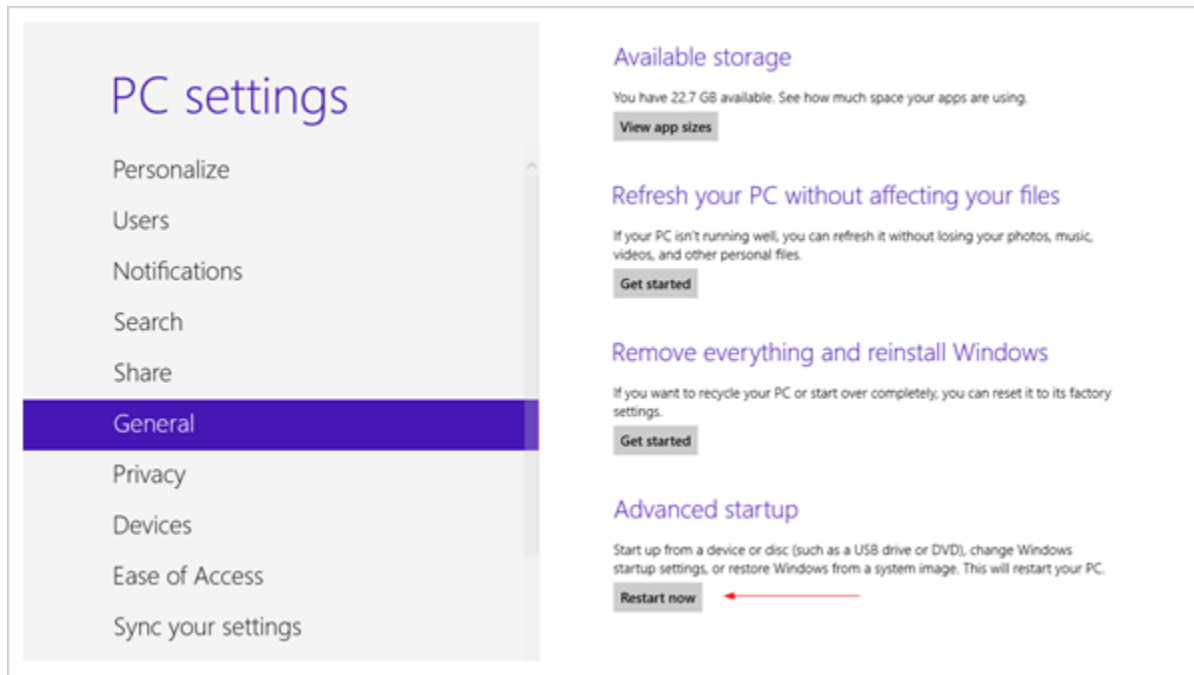 PC settings
Personalize
Users
Notifications
Search
Share
General
Privacy
Devices
Ease of Access
Sync your settings
Available storage
You have 22.7 GB available. See how much space your apps are using.
View app sizes
Refresh your PC without affecting your files
If your PC isn't running well, you can refresh it without losing your photos, music,
videos, and other personal files.
Get started
Remove everything and reinstall Windows
If you want to recycle your PC or start over completely, you can reset it to its factory
settings.
Get started
Advanced startup
Start up from a device or disc (such as a USB drive or DVD), change Windows
startup settings, or restore Windows from a system image. This will restart your PC.
Restart now